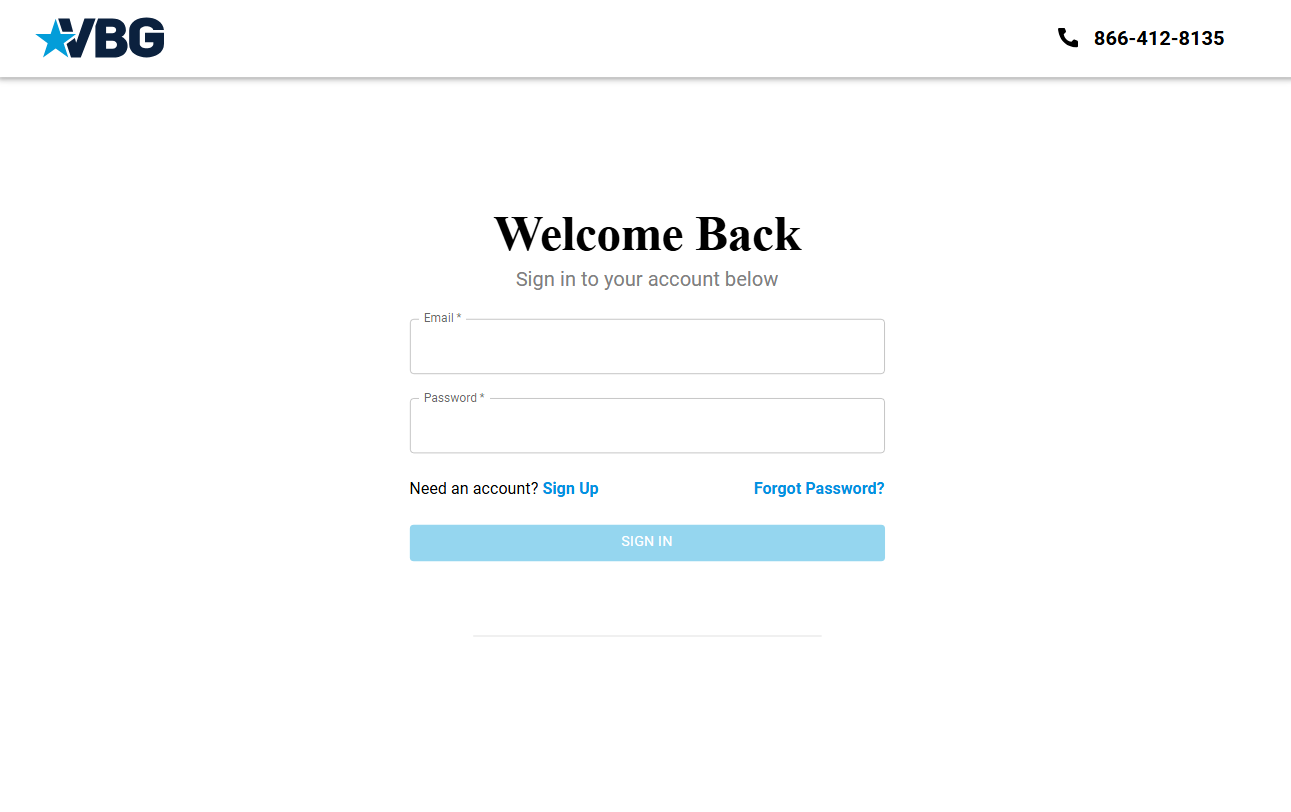 VBG
866-412-8135
Welcome Back
Sign in to your account below
Email *
Password *
Need an account? Sign Up
Forgot Password?
SIGN IN